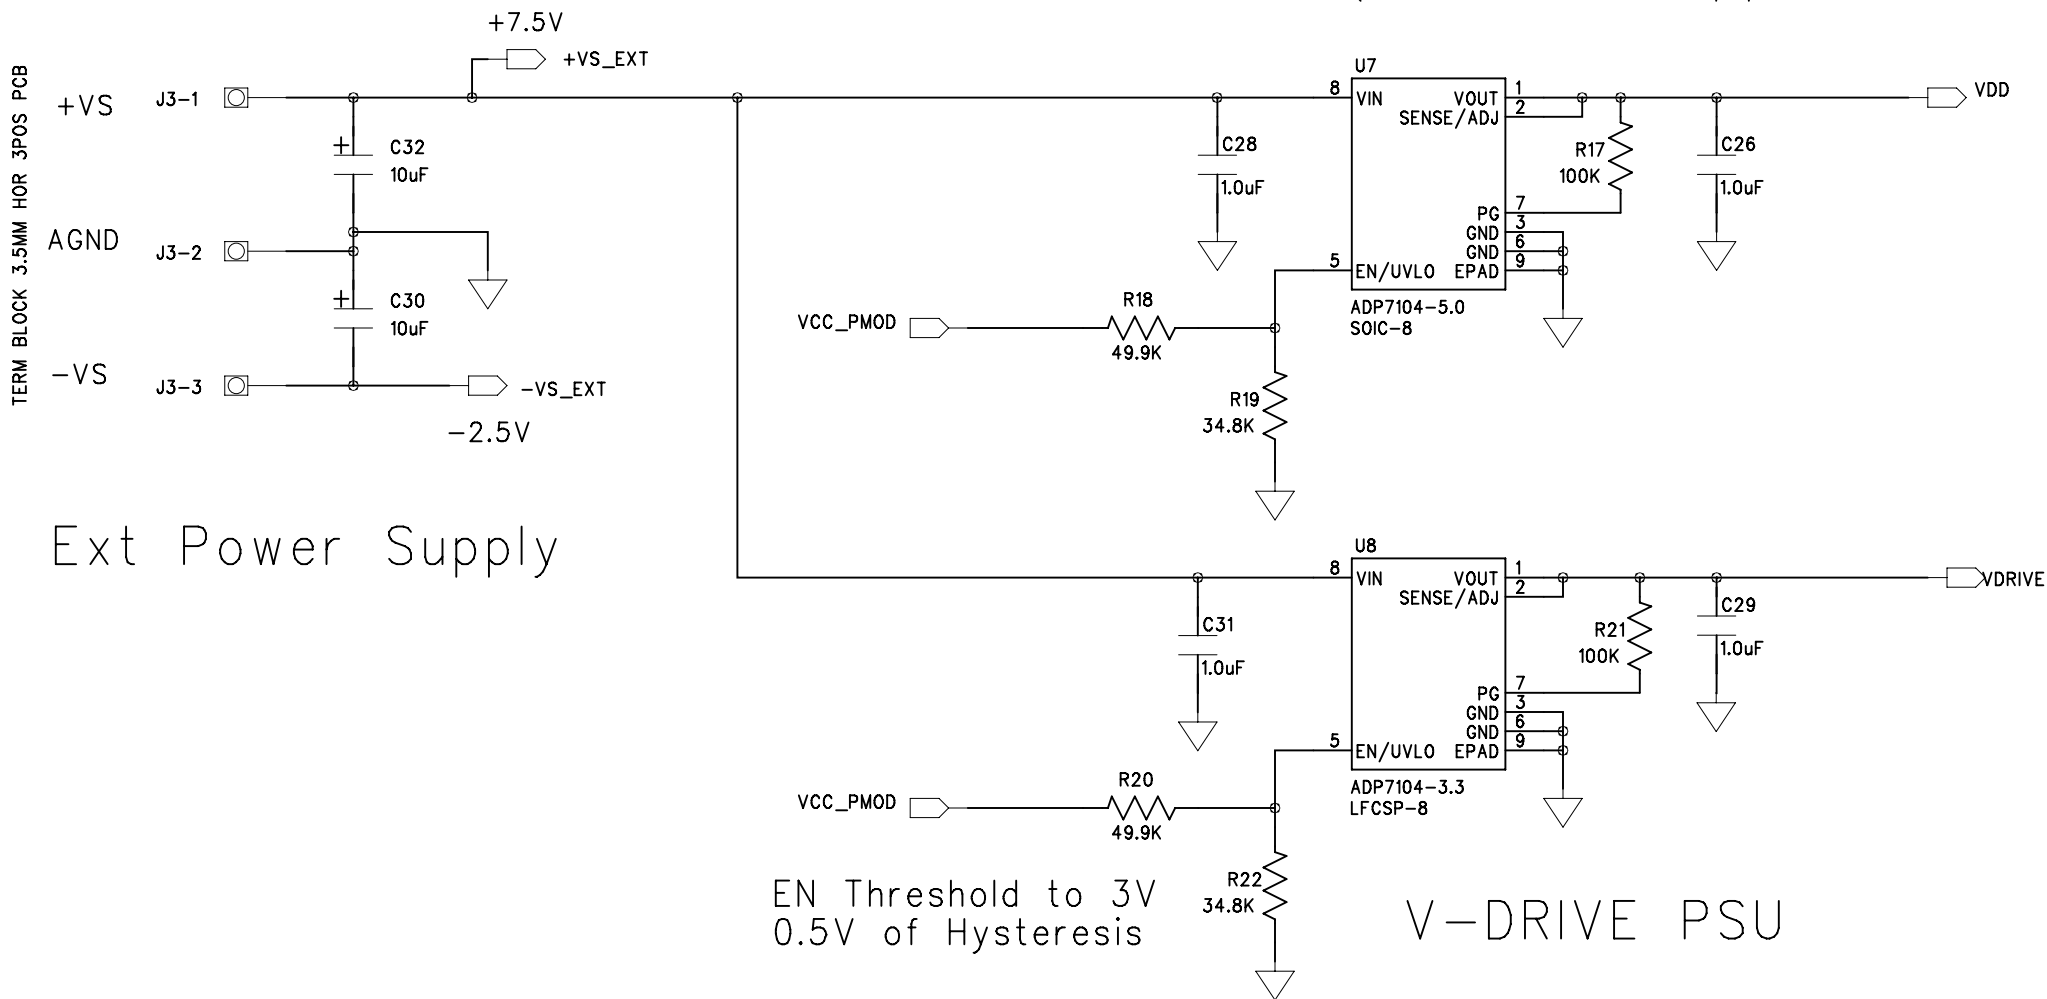 +7.5V
+VS_EXT
TERM BLOCK 3.5MM HOR 3POS PCB
+VS
J3-1
C32
10uF
AGND
J3-2
C30
10uF
-VS
J3-3
-VS_EXT
-2.5V
Ext Power Supply
U7
8
VIN
VOUT
1
SENSE/ADJ
2
PG
7
GND
3
GND
6
5
EN/UVLO
EPAD
9
ADP7104-5.0
SOIC-8
C28
1.0uF
R17
100K
C26
1.0uF
VDD
VCC_PMOD
R18
49.9K
R19
34.8K
U8
8
VIN
VOUT
1
SENSE/ADJ
2
PG
7
GND
3
GND
6
5
EN/UVLO
EPAD
9
ADP7104-3.3
LFCSP-8
C31
1.0uF
R21
100K
C29
1.0uF
VDRIVE
VCC_PMOD
R20
49.9K
R22
34.8K
EN Threshold to 3V
0.5V of Hysteresis
V-DRIVE PSU